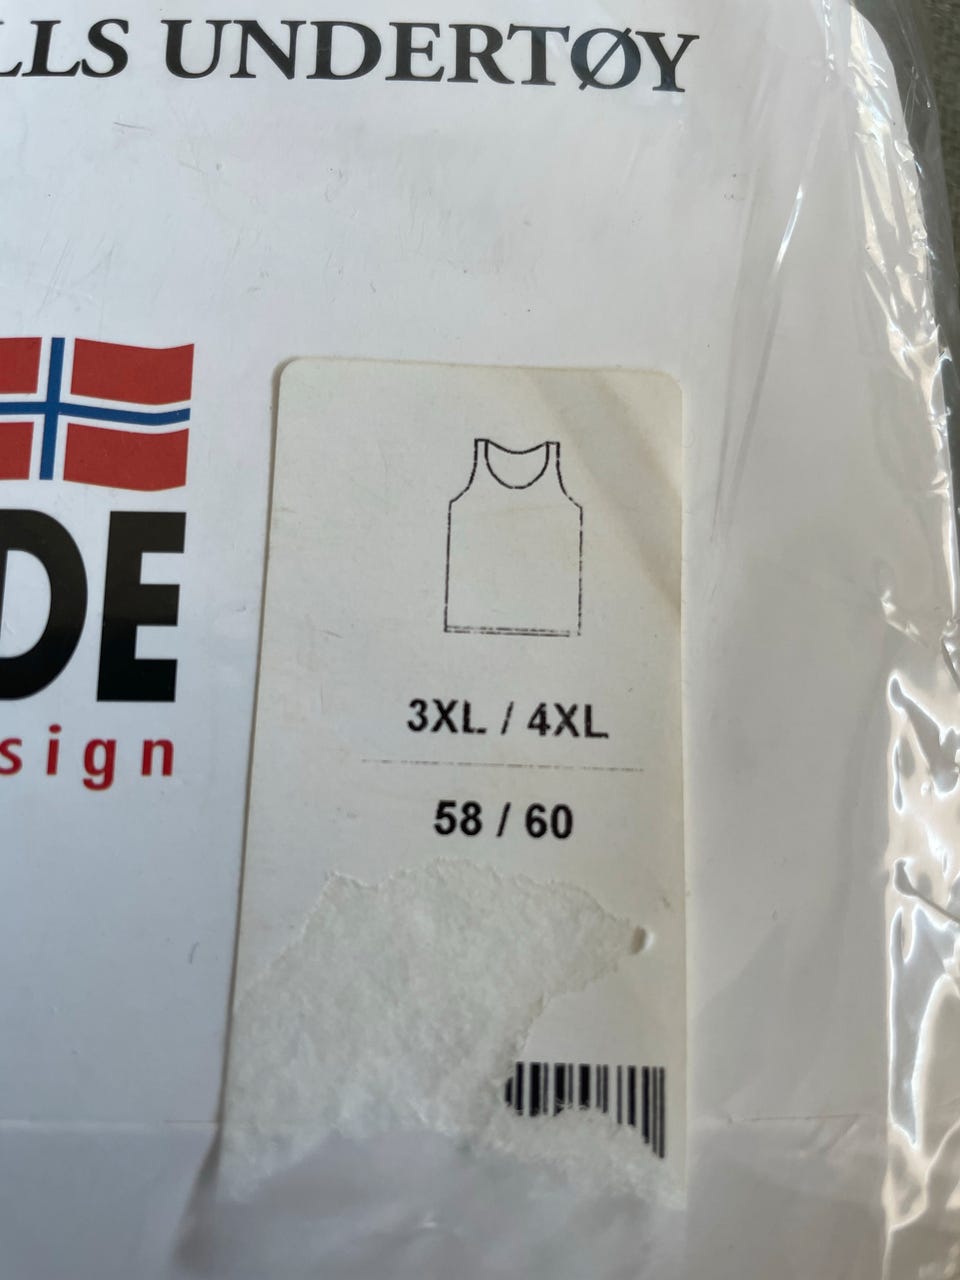 LLS UNDERTØY
DE
sign
3XL / 4XL
58 / 60